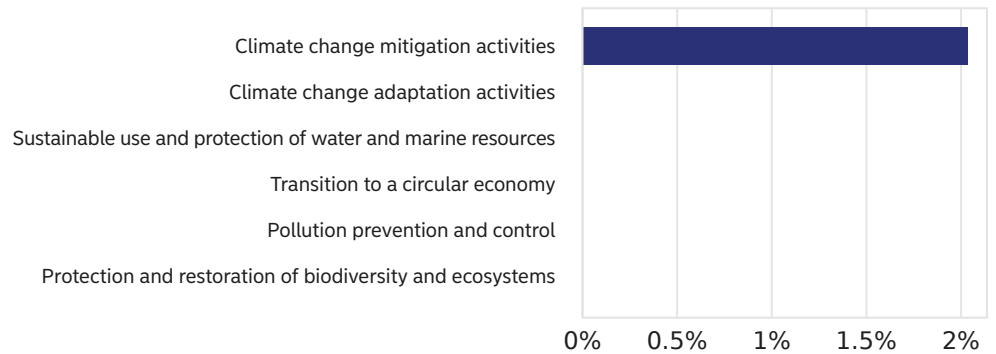 Climate change mitigation activities
Climate change adaptation activities
Sustainable use and protection of water and marine resources
Transition to a circular economy
Pollution prevention and control
Protection and restoration of biodiversity and ecosystems
0% 0.5% 1% 1.5% 2%